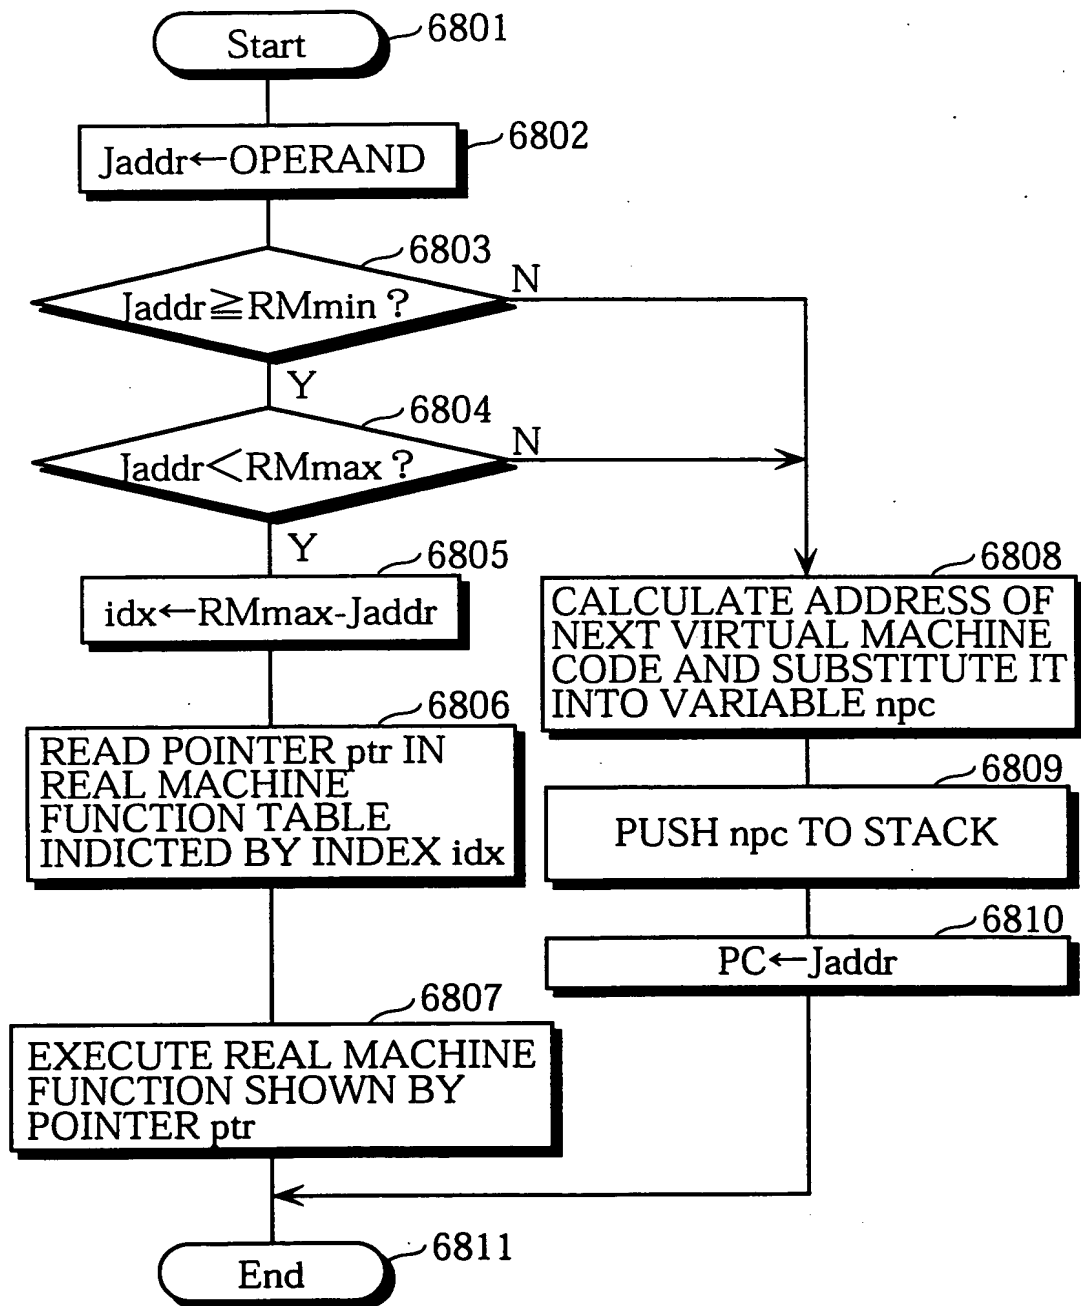 Start
6801
Jaddr←OPERAND
6802
Jaddr≧RMmin ?
6803
N
Y
Jaddr<RMmax ?
6804
N
Y
idx←RMmax-Jaddr
6805
READ POINTER ptr IN
REAL MACHINE
FUNCTION TABLE
INDICTED BY INDEX idx
6806
EXECUTE REAL MACHINE
FUNCTION SHOWN BY
POINTER ptr
6807
CALCULATE ADDRESS OF
NEXT VIRTUAL MACHINE
CODE AND SUBSTITUTE IT
INTO VARIABLE npc
6808
PUSH npc TO STACK
6809
PC←Jaddr
6810
End
6811